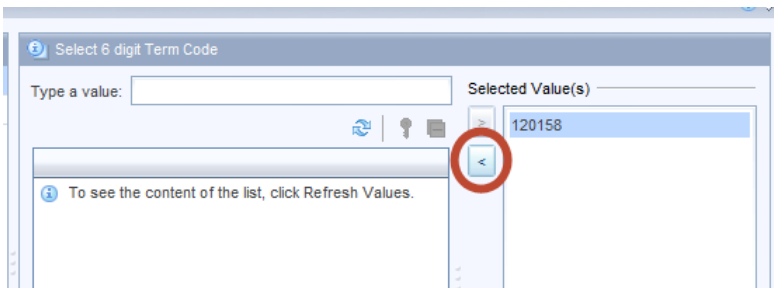 Select 6 digit Term Code
Type a value:
Selected Value(s)
>
120158
<
To see the content of the list, click Refresh Values.